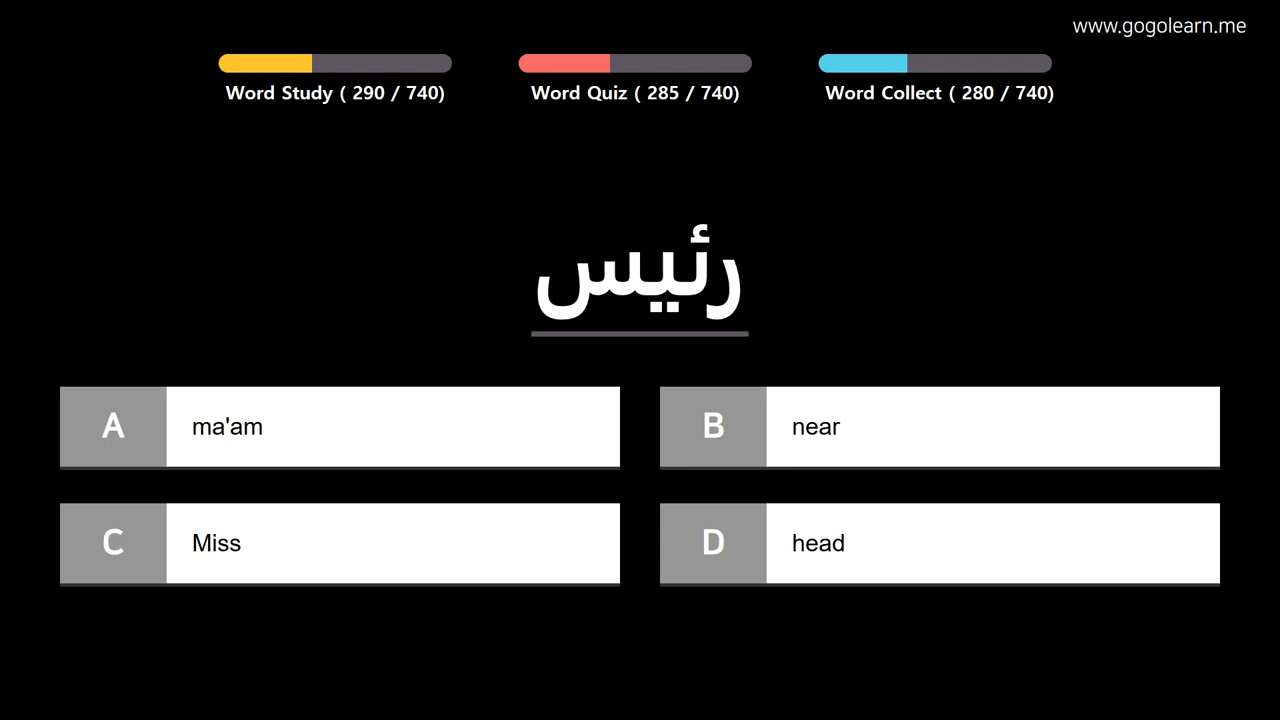 www.gogolearn.me
Word Study ( 290 / 740)
Word Quiz ( 285 / 740)
Word Collect ( 280 / 740)
رئيس
A
ma'am
B
near
C
Miss
D
head